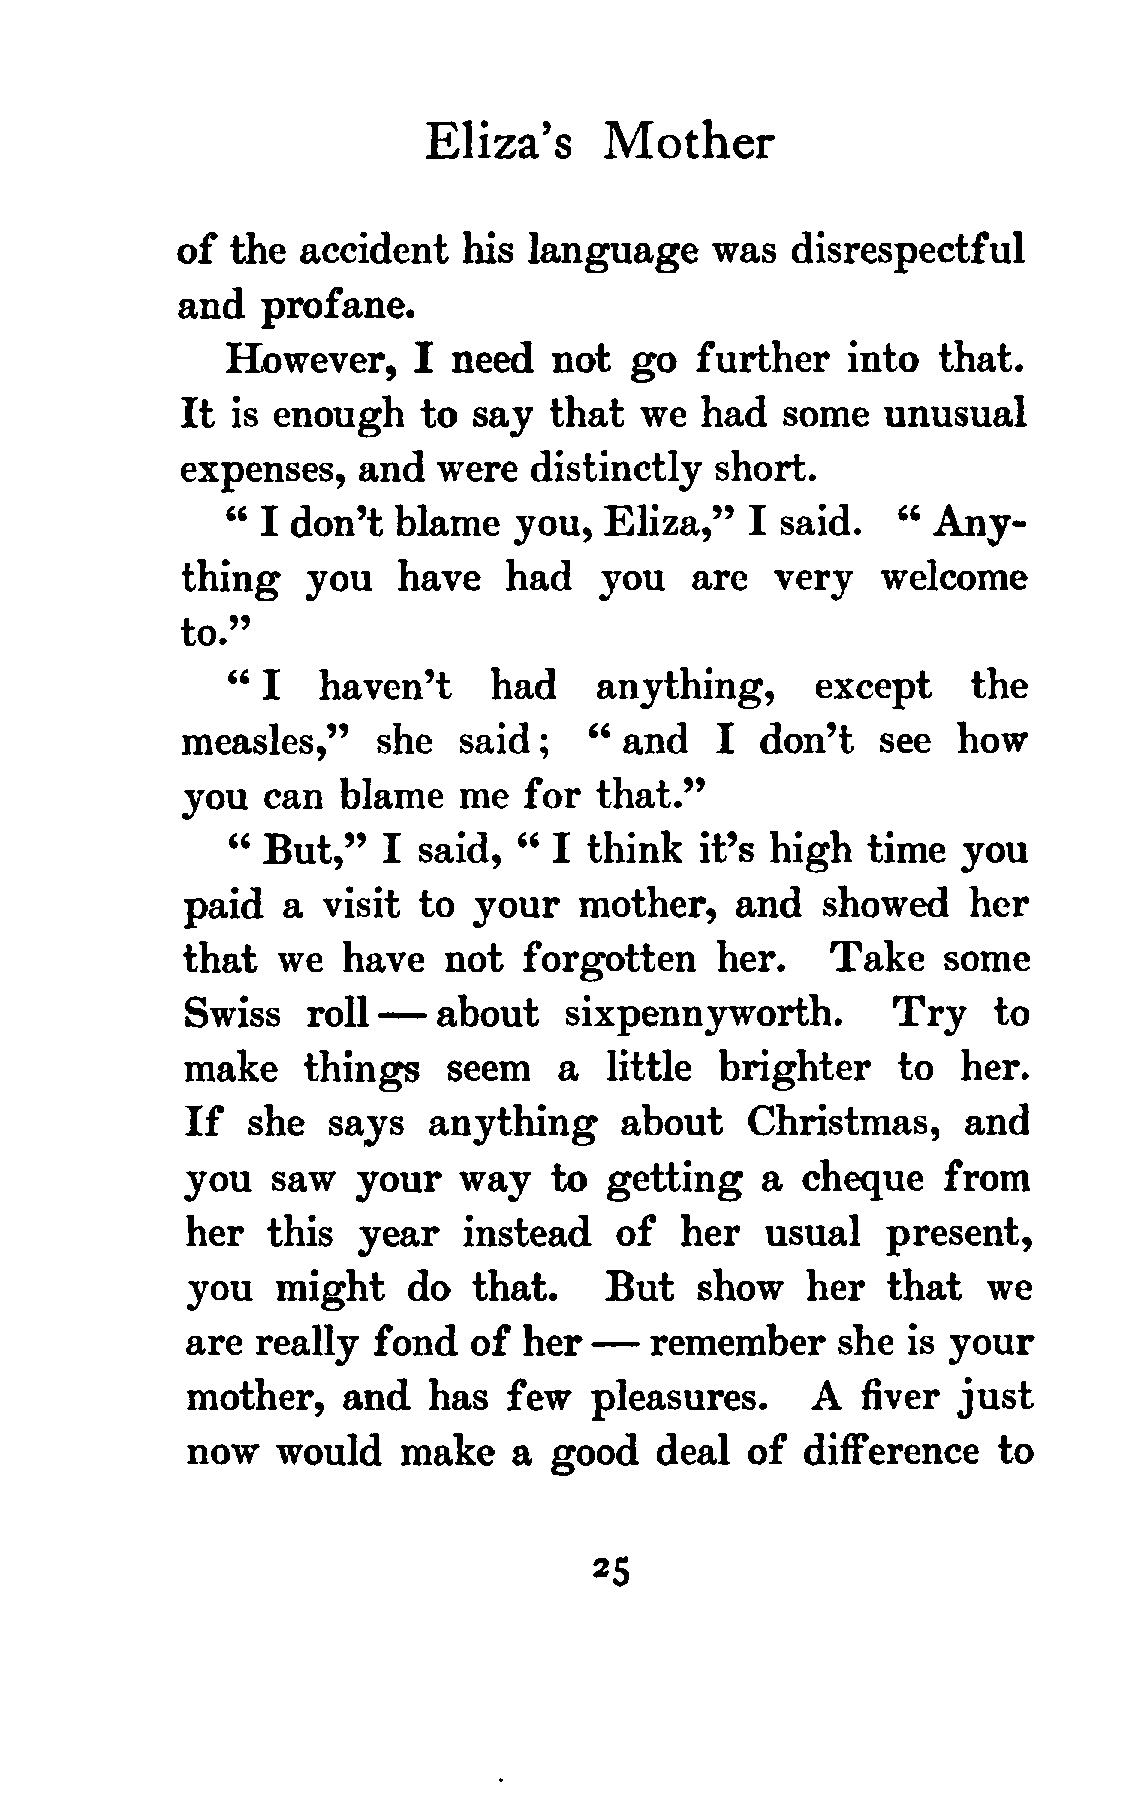 Eliza's Mother
of the accident his language was disrespectful
and profane.
However, I need not go further into that.
It is enough to say that we had some unusual
expenses, and were distinctly short.
“ I don't blame you, Eliza,” I said. “ Any-
thing you have had you are very welcome
to.”
“ I haven't had anything, except the
measles,” she said ; “ and I don't see how
you can blame me for that.”
“ But,” I said, “ I think it's high time you
paid a visit to your mother, and showed her
that we have not forgotten her. Take some
Swiss roll — about sixpennyworth. Try to
make things seem a little brighter to her.
If she says anything about Christmas, and
you saw your way to getting a cheque from
her this year instead of her usual present,
you might do that. But show her that we
are really fond of her — remember she is your
mother, and has few pleasures. A fiver just
now would make a good deal of difference to
25